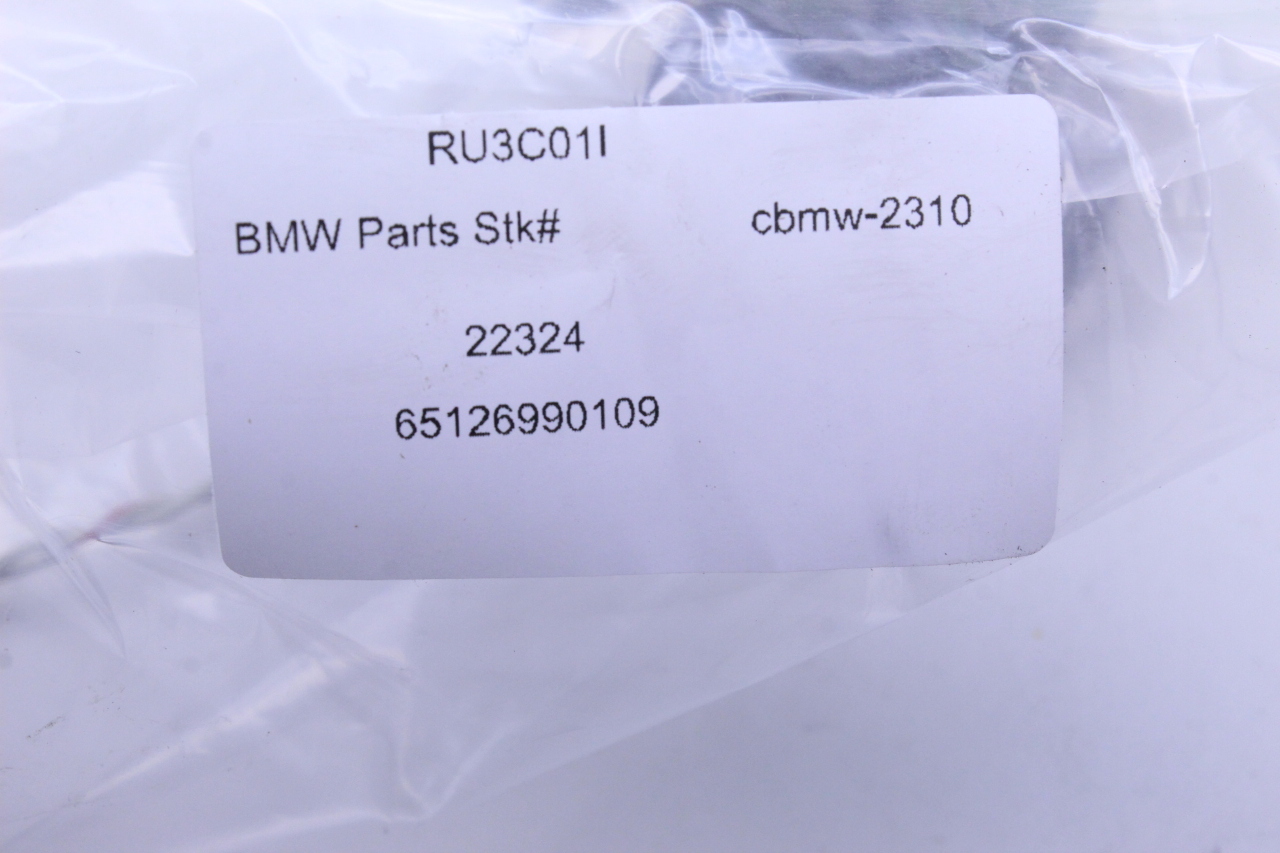 RU3C01I
BMW Parts Stk# cbmw-2310
22324
65126990109